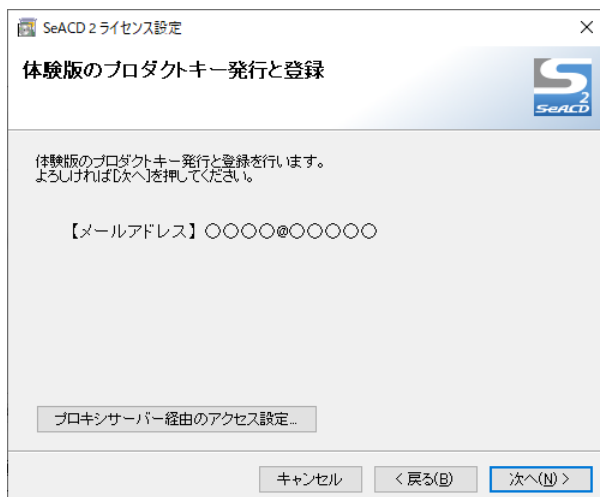 SeACD 2 ライセンス設定
体験版のプロダクトキー発行と登録
S2
SeACD
体験版のプロダクトキー発行と登録を行います。
よろしければ[次へ]を押してください。
【メールアドレス】〇〇〇〇@〇〇〇〇〇
プロキシサーバー経由のアクセス設定...
キャンセル
< 戻る(B)
次へ(N) >